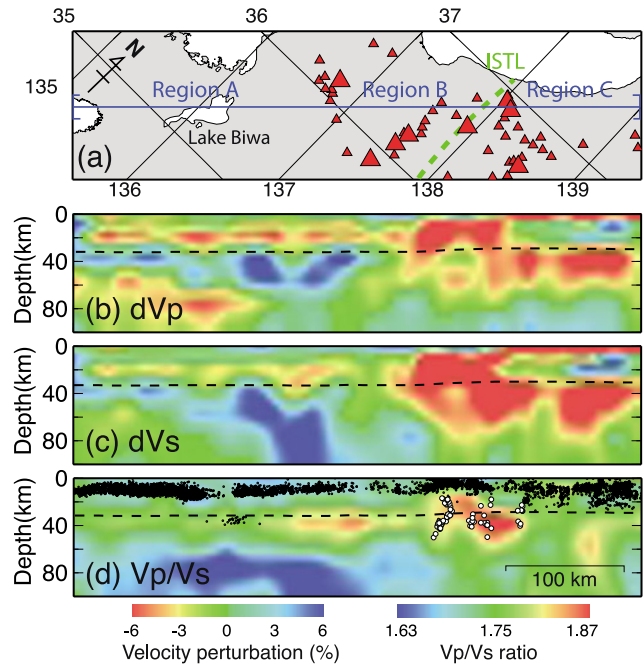 35
36
37
N
ISTL
135
Region A
Region B
Region C
Lake Biwa
(a)
136
137
138
139
0
40
80
Depth(km)
(b) dVp
0
40
80
Depth(km)
(c) dVs
0
40
80
Depth(km)
(d) Vp/Vs
100 km
-6 -3 0 3 6 %
Velocity perturbation (%)
1.63 1.75 1.87
Vp/Vs ratio